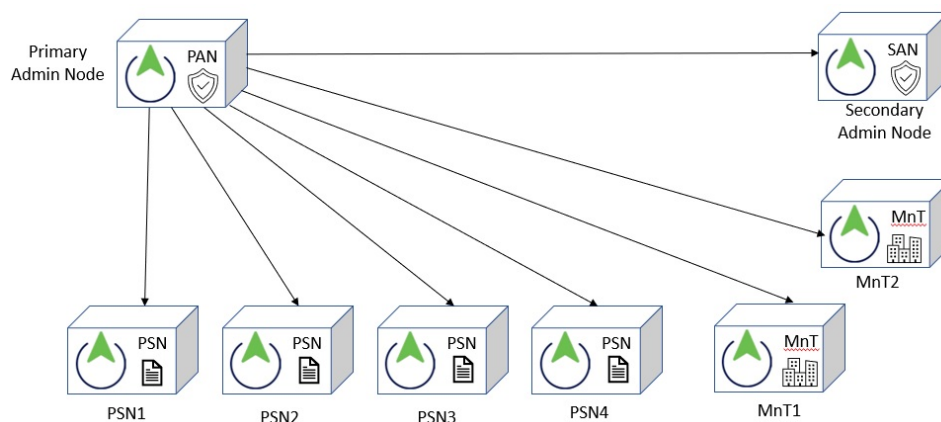 Primary
Admin Node
PAN
SAN
Secondary
Admin Node
MnT
MnT2
PSN
PSN
PSN
PSN
MnT
PSN1
PSN2
PSN3
PSN4
MnT1